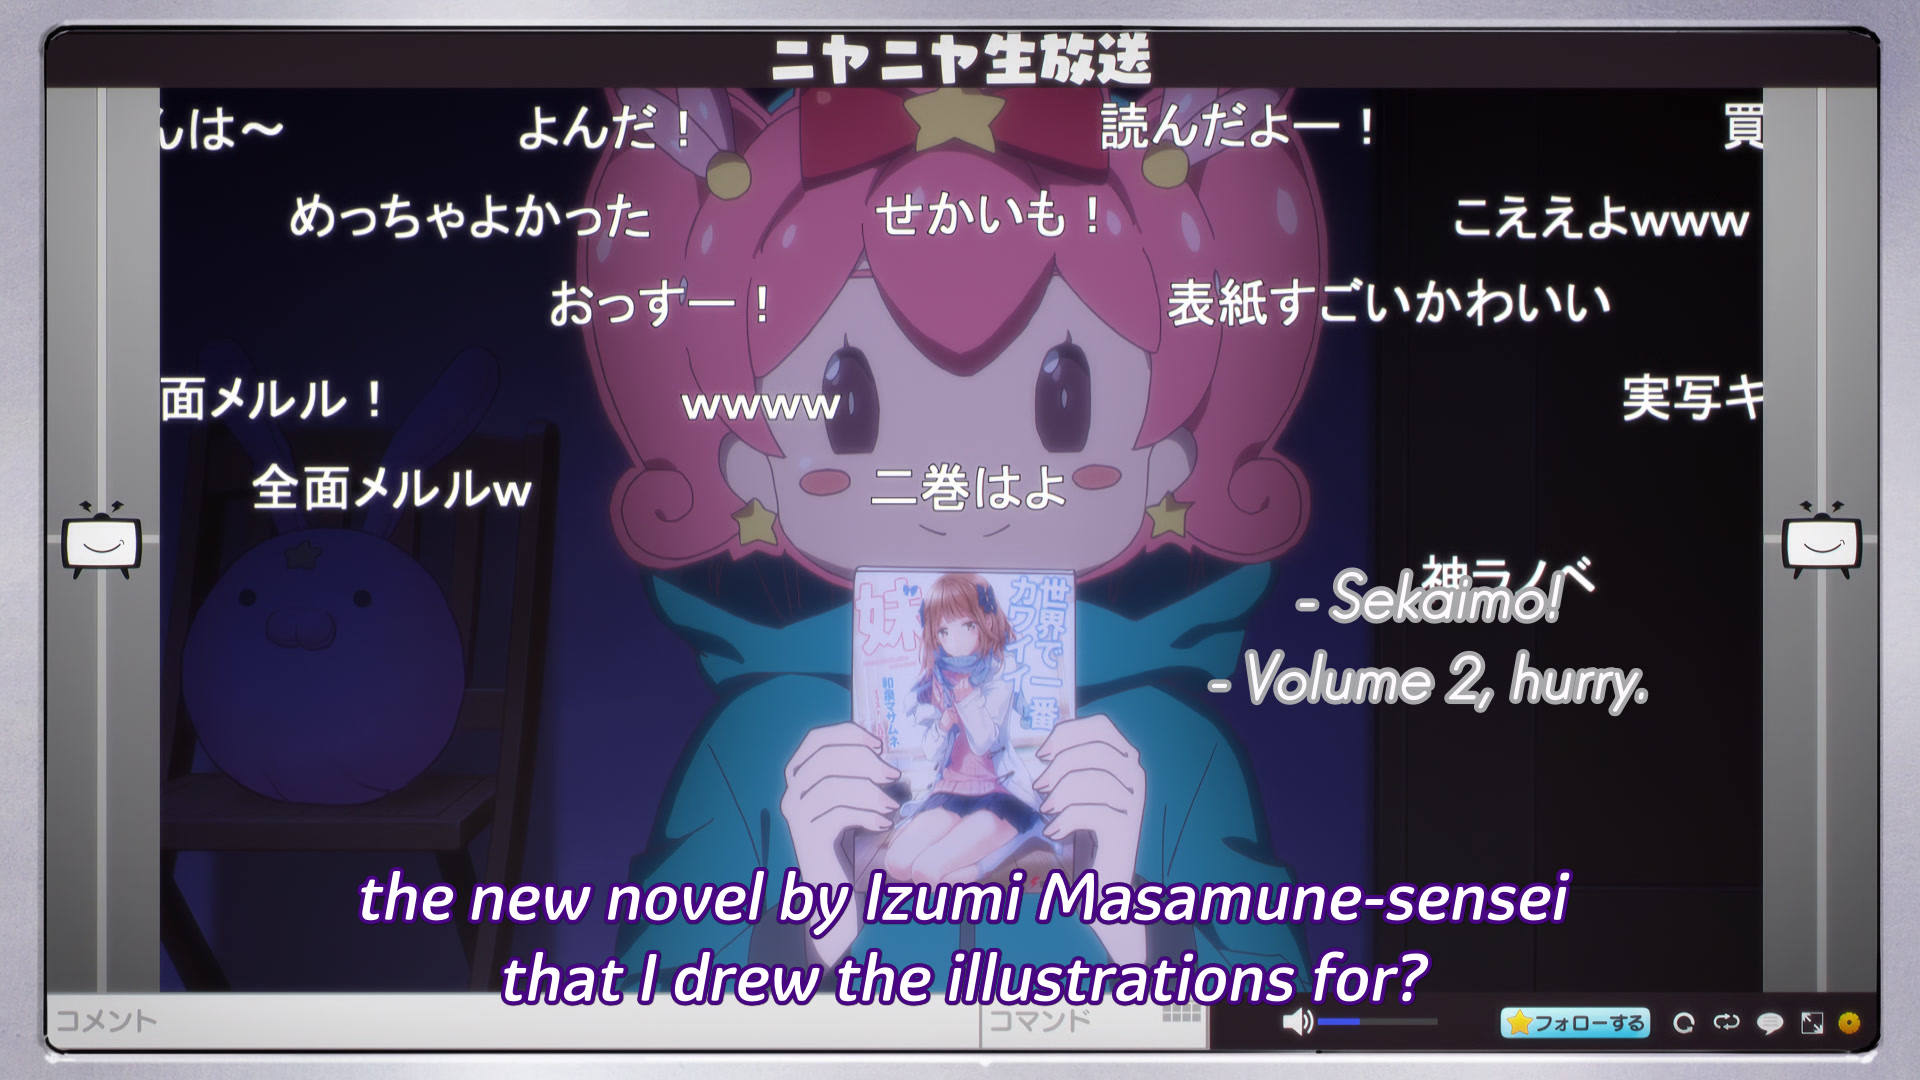 ニヤニヤ生放送
んは～ よんだ！ 読んだよー！ 買
めっちゃよかった せかいも！ こええよwww
おっすー！ 表紙すごいかわいい
面メルル！ wwww 実写キ
全面メルルw 二巻はよ
神ラノベ
- Sekaimo!
- Volume 2, hurry.
世界で一番
カワイイ
妹
和泉マサムネ
イラスト
the new novel by Izumi Masamune-sensei
that I drew the illustrations for?
コメント コマンド フォローする